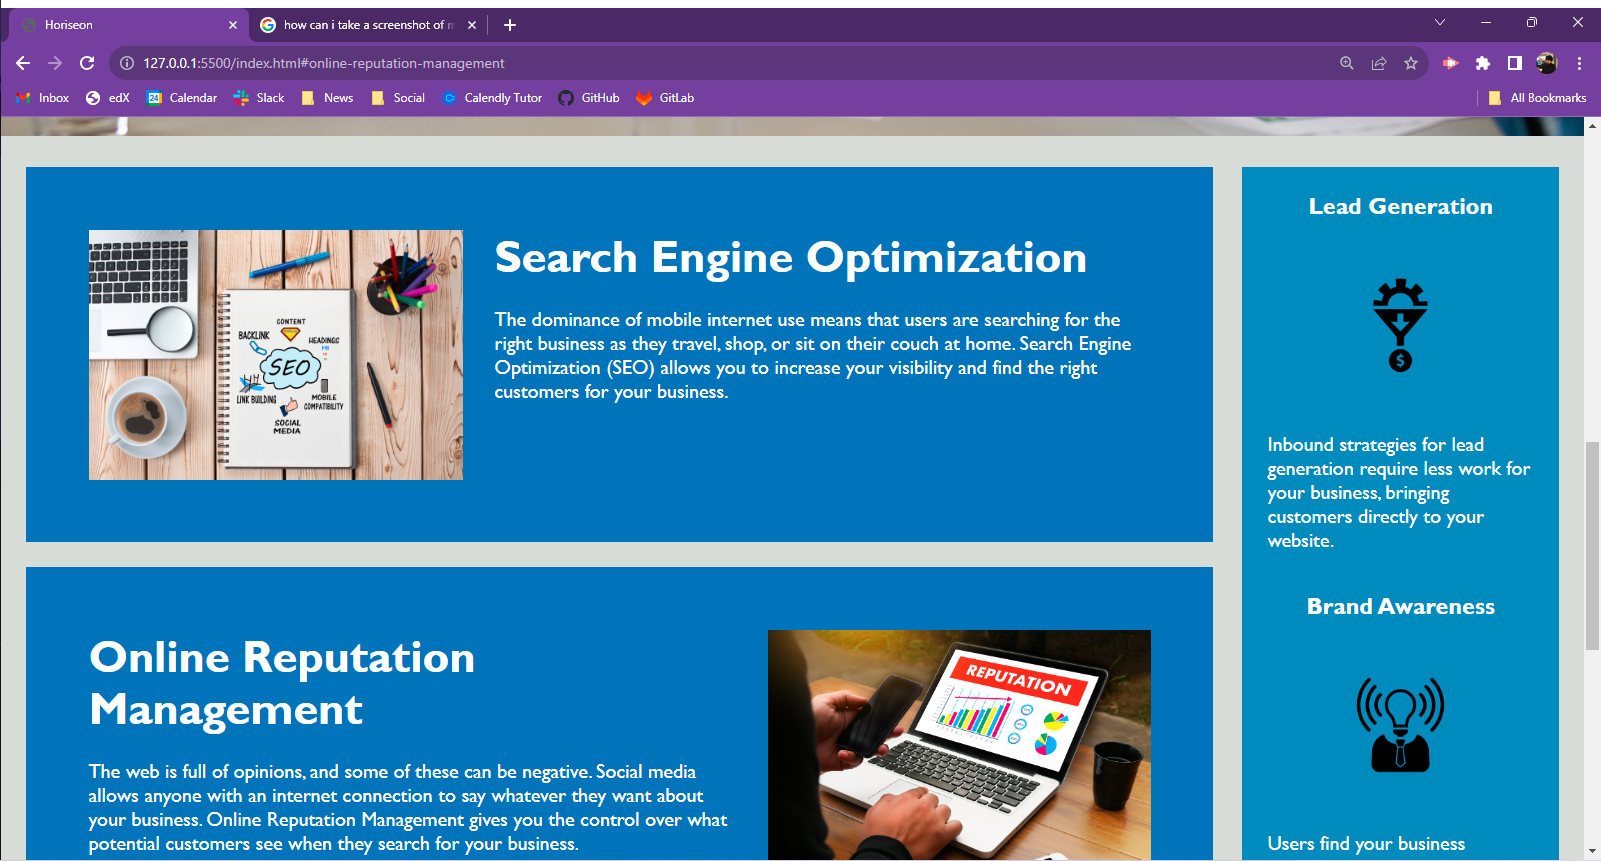 Horiseon
how can i take a screenshot of m
127.0.0.1:5500/index.html#online-reputation-management
Inbox
edX
24
Calendar
Slack
News
Social
Calendly Tutor
GitHub
GitLab
All Bookmarks
Search Engine Optimization
The dominance of mobile internet use means that users are searching for the
right business as they travel, shop, or sit on their couch at home. Search Engine
Optimization (SEO) allows you to increase your visibility and find the right
customers for your business.
CONTENT
BACKLINK
HEADINGS
H1
SEO
LINK BUILDING
MOBILE
COMPATIBILITY
SOCIAL
MEDIA
Online Reputation
Management
The web is full of opinions, and some of these can be negative. Social media
allows anyone with an internet connection to say whatever they want about
your business. Online Reputation Management gives you the control over what
potential customers see when they search for your business.
REPUTATION
Lead Generation
$
Inbound strategies for lead
generation require less work for
your business, bringing
customers directly to your
website.
Brand Awareness
Users find your business